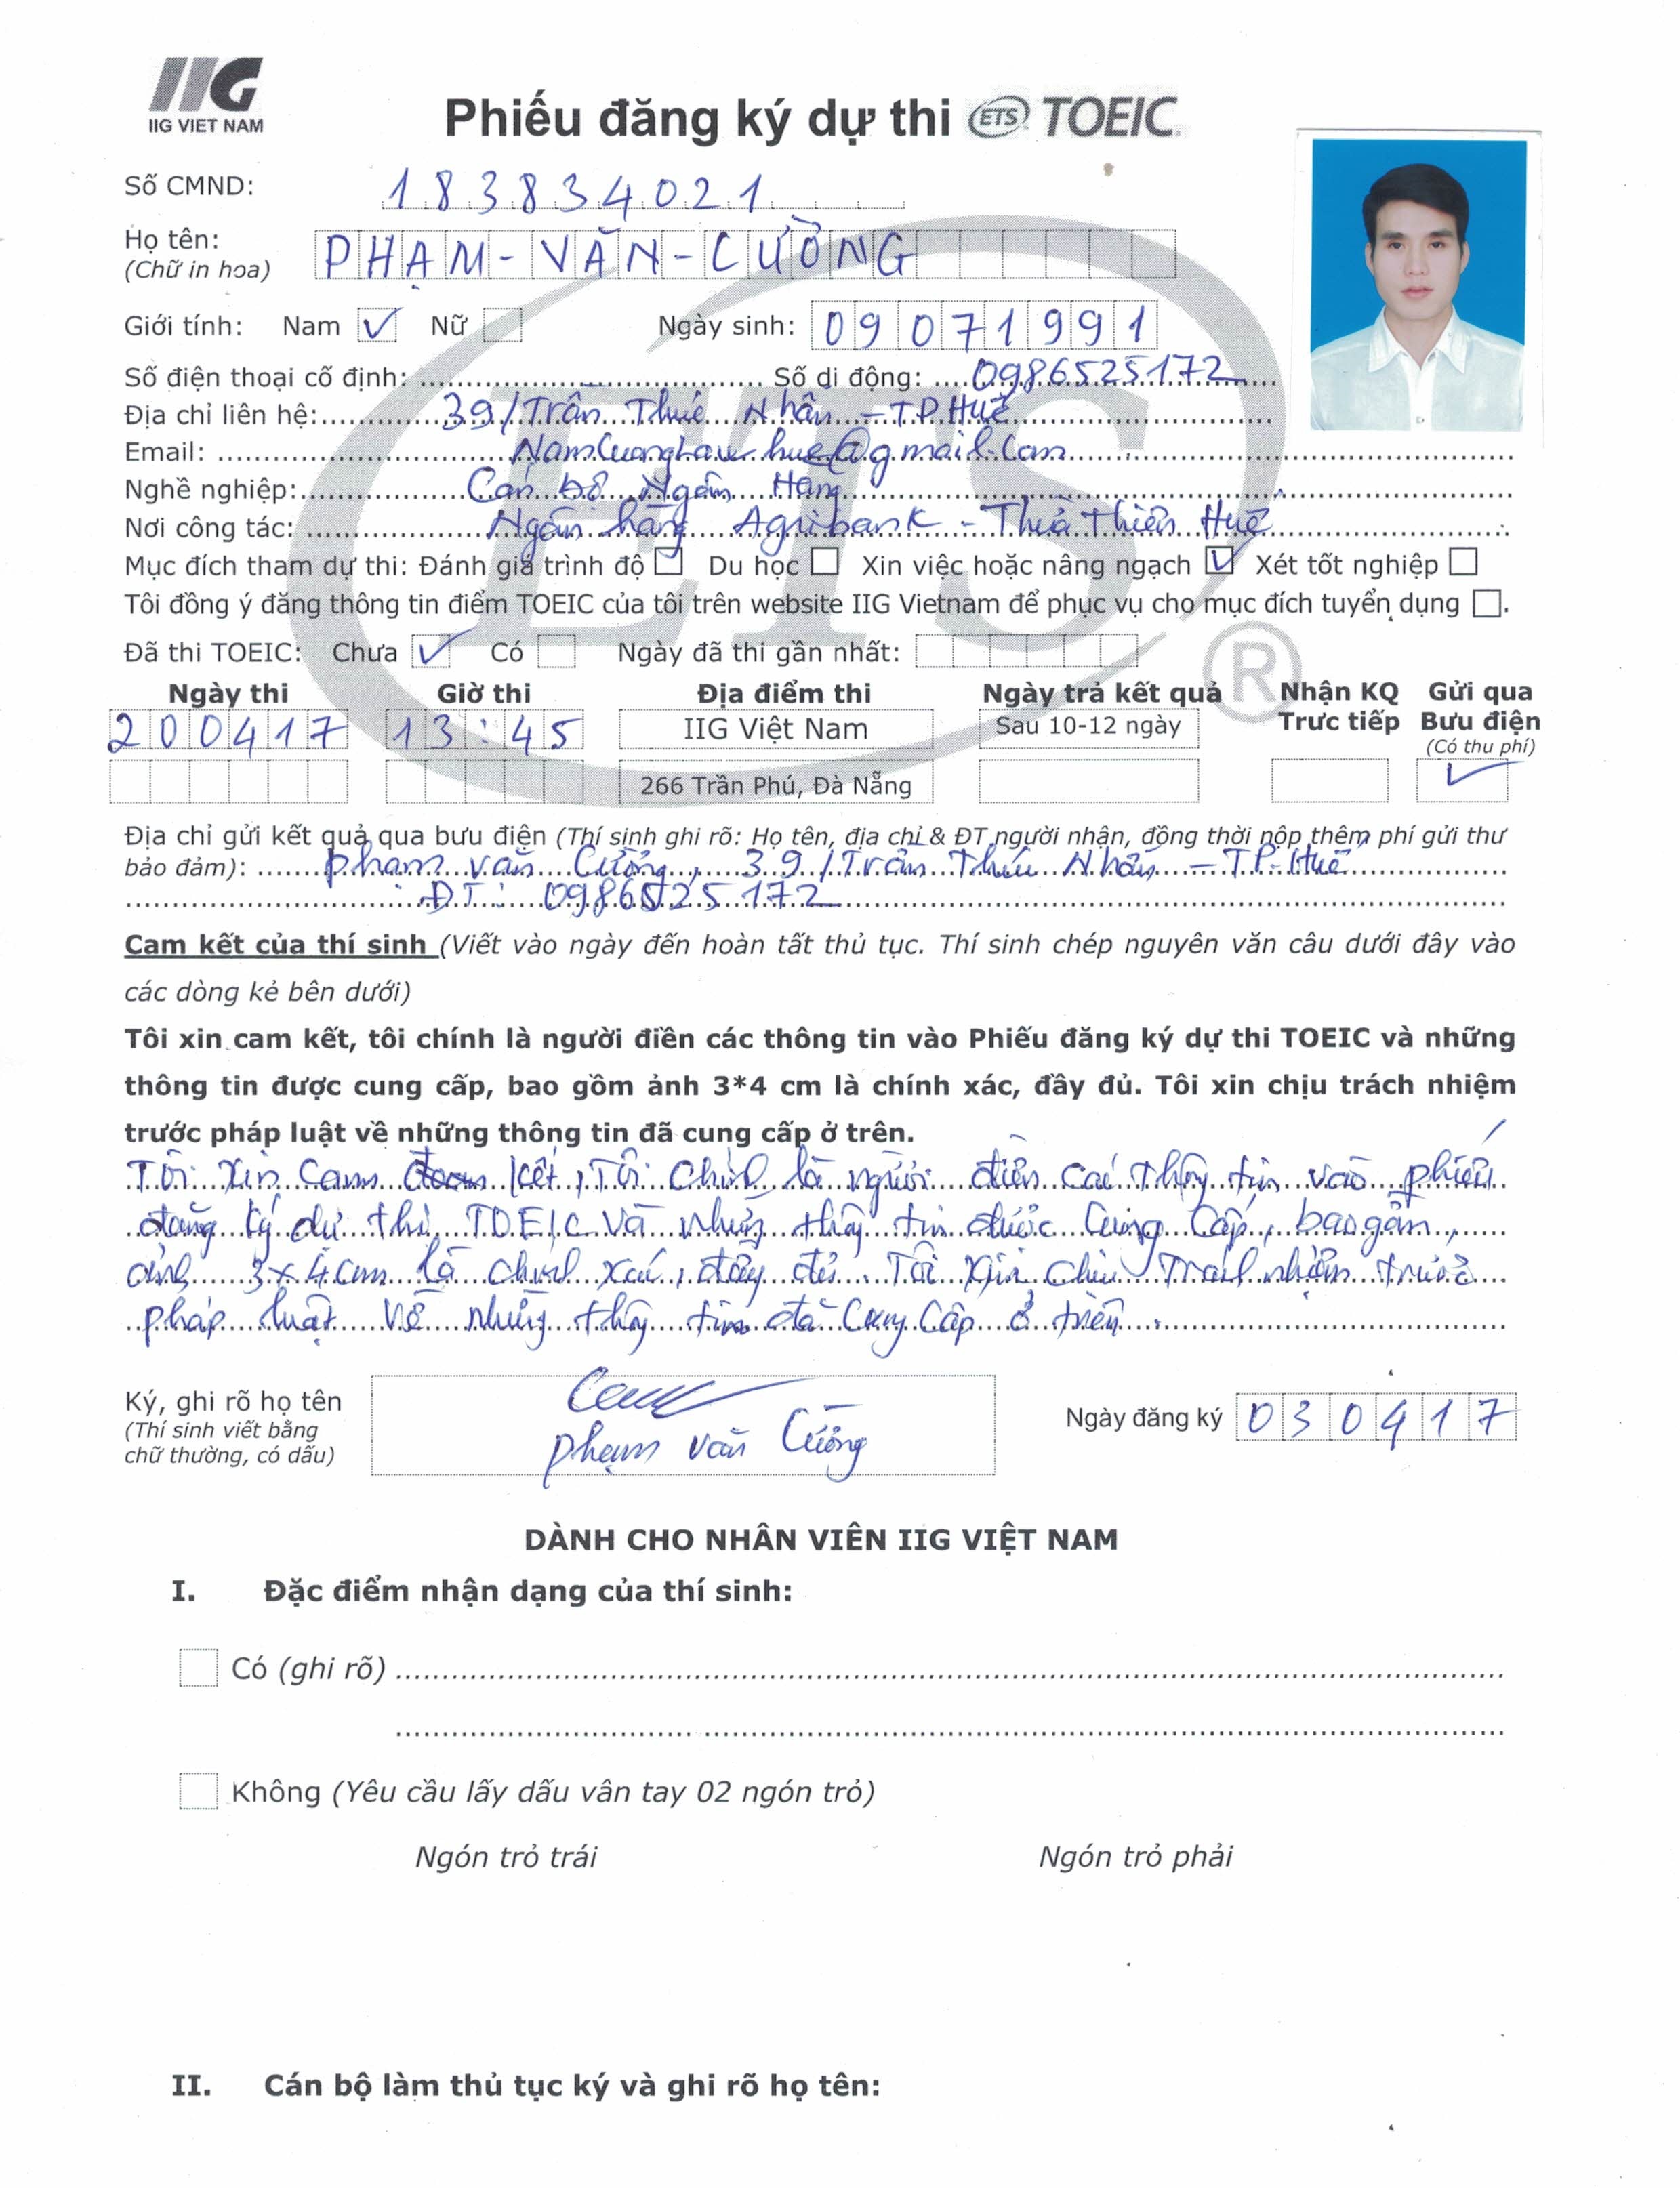 IIG
IIG VIET NAM
Phiếu đăng ký dự thi ETS TOEIC
Số CMND: 183834021
Họ tên: PHẠM-VĂN-CƯỜNG
(Chữ in hoa)
Giới tính: Nam ✓ Nữ Ngày sinh: 09071991
Số điện thoại cố định: Số di động: 0986525172
Địa chỉ liên hệ: 39/Trần Thúc Nhẫn - TP. Huế
Email: NamCuongLawhue@gmail.com
Nghề nghiệp: Cán bộ Ngân Hàng
Nơi công tác: Ngân hàng Agribank - Thừa Thiên Huế
Mục đích tham dự thi: Đánh giá trình độ Du học Xin việc hoặc nâng ngạch ✓ Xét tốt nghiệp
Tôi đồng ý đăng thông tin điểm TOEIC của tôi trên website IIG Vietnam để phục vụ cho mục đích tuyển dụng .
Đã thi TOEIC: Chưa ✓ Có Ngày đã thi gần nhất:
Ngày thi Giờ thi Địa điểm thi Ngày trả kết quả Nhận KQ Trực tiếp Gửi qua Bưu điện (Có thu phí)
200417 13:45 IIG Việt Nam Sau 10-12 ngày
266 Trần Phú, Đà Nẵng ✓
Địa chỉ gửi kết quả qua bưu điện (Thí sinh ghi rõ: Họ tên, địa chỉ & ĐT người nhận, đồng thời nộp thêm phí gửi thư
bảo đảm): Phạm văn Cường, 39/Trần Thúc Nhẫn - TP. Huế
ĐT: 0986525172
Cam kết của thí sinh (Viết vào ngày đến hoàn tất thủ tục. Thí sinh chép nguyên văn câu dưới đây vào
các dòng kẻ bên dưới)
Tôi xin cam kết, tôi chính là người điền các thông tin vào Phiếu đăng ký dự thi TOEIC và những
thông tin được cung cấp, bao gồm ảnh 3*4 cm là chính xác, đầy đủ. Tôi xin chịu trách nhiệm
trước pháp luật về những thông tin đã cung cấp ở trên.
Tôi xin Cam kết, Tôi Chính là người điền các thông tin vào phiếu
đăng ký dự thi TOEIC và những thông tin được Cung Cấp, bao gồm
ảnh 3x4cm là chính xác, đầy đủ. Tôi xin chịu Trách nhiệm trước
pháp luật về những thông tin đã Cung Cấp ở trên.
Ký, ghi rõ họ tên
(Thí sinh viết bằng
chữ thường, có dấu)
Phạm văn Cường
Ngày đăng ký 030417
DÀNH CHO NHÂN VIÊN IIG VIỆT NAM
I. Đặc điểm nhận dạng của thí sinh:
Có (ghi rõ)
Không (Yêu cầu lấy dấu vân tay 02 ngón trỏ)
Ngón trỏ trái Ngón trỏ phải
II. Cán bộ làm thủ tục ký và ghi rõ họ tên:
ETS ®